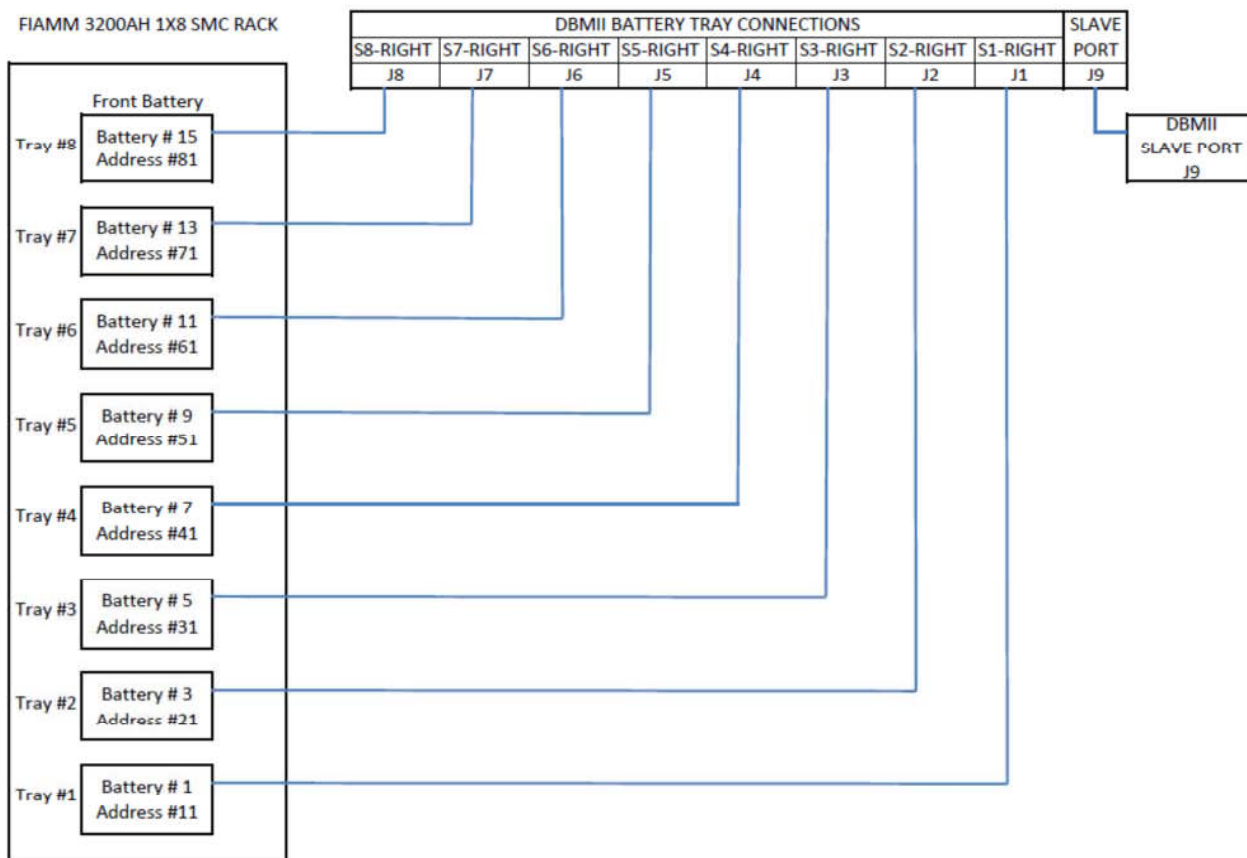 FIAMM 3200AH 1X8 SMC RACK
DBMII BATTERY TRAY CONNECTIONS
SLAVE PORT
S8-RIGHT S7-RIGHT S6-RIGHT S5-RIGHT S4-RIGHT S3-RIGHT S2-RIGHT S1-RIGHT
J8 J7 J6 J5 J4 J3 J2 J1 J9
DBMII
SLAVE PORT
J9
Front Battery
Tray #8
Battery # 15
Address #81
Tray #7
Battery # 13
Address #71
Tray #6
Battery # 11
Address #61
Tray #5
Battery # 9
Address #51
Tray #4
Battery # 7
Address #41
Tray #3
Battery # 5
Address #31
Tray #2
Battery # 3
Address #21
Tray #1
Battery # 1
Address #11